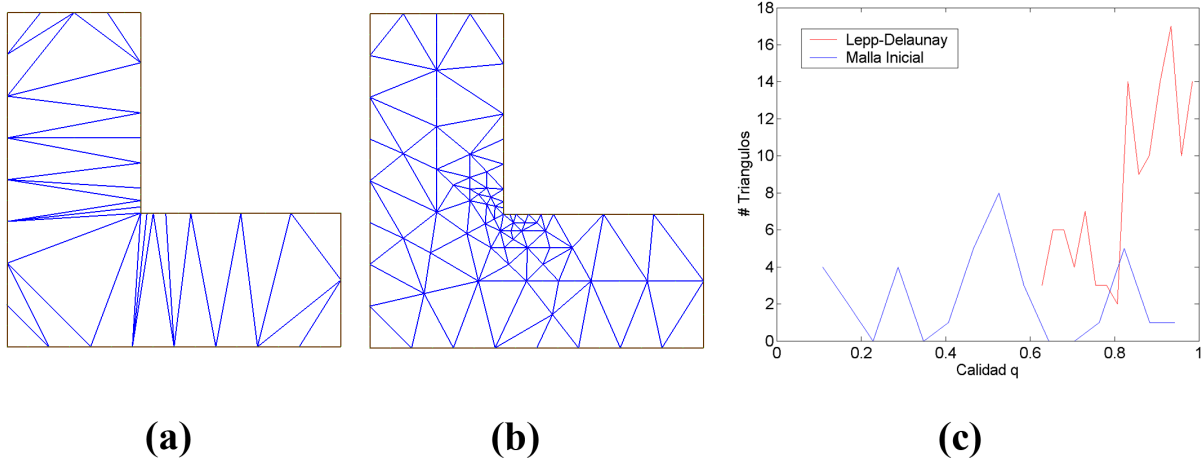 18
16
14
12
10
8
6
4
2
0
# Triangulos
Lepp-Delaunay
Malla Inicial
0
0.2
0.4
0.6
0.8
1
Calidad q
(a)
(b)
(c)